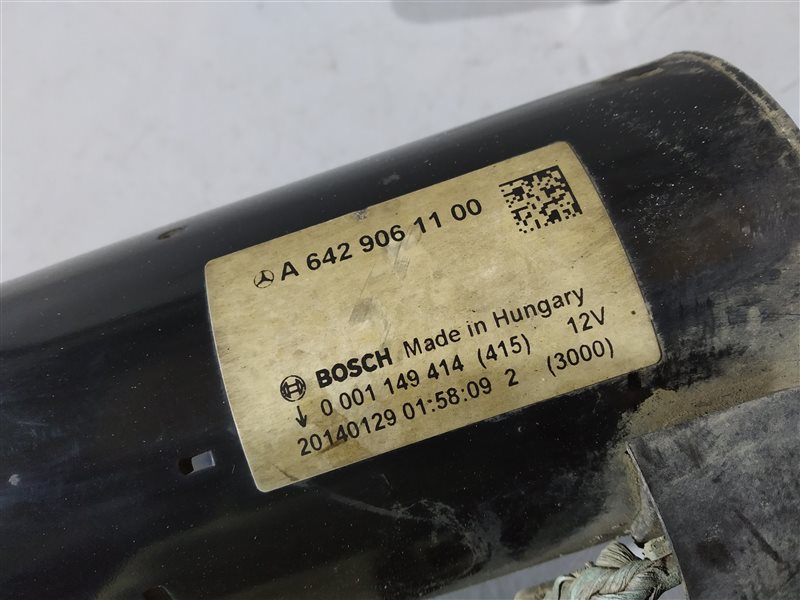 A 642 906 11 00
BOSCH Made in Hungary
0 001 149 414 (415) 12V
20140129 01:58:09 2 (3000)